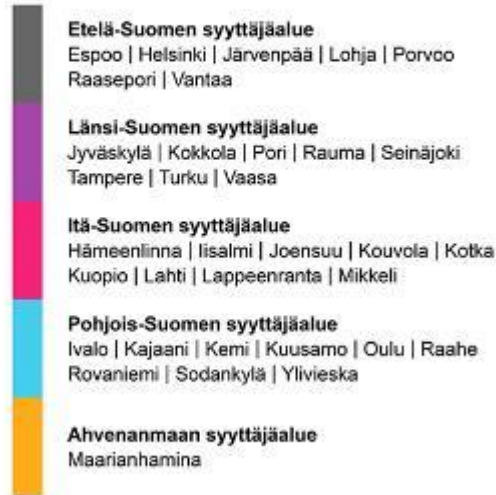 Etelä-Suomen syyttäjäalue
Espoo | Helsinki | Järvenpää | Lohja | Porvoo
Raasepori | Vantaa
Länsi-Suomen syyttäjäalue
Jyväskylä | Kokkola | Pori | Rauma | Seinäjoki
Tampere | Turku | Vaasa
Itä-Suomen syyttäjäalue
Hämeenlinna | Iisalmi | Joensuu | Kouvola | Kotka
Kuopio | Lahti | Lappeenranta | Mikkeli
Pohjois-Suomen syyttäjäalue
Ivalo | Kajaani | Kemi | Kuusamo | Oulu | Raahe
Rovaniemi | Sodankylä | Ylivieska
Ahvenanmaan syyttäjäalue
Maarianhamina